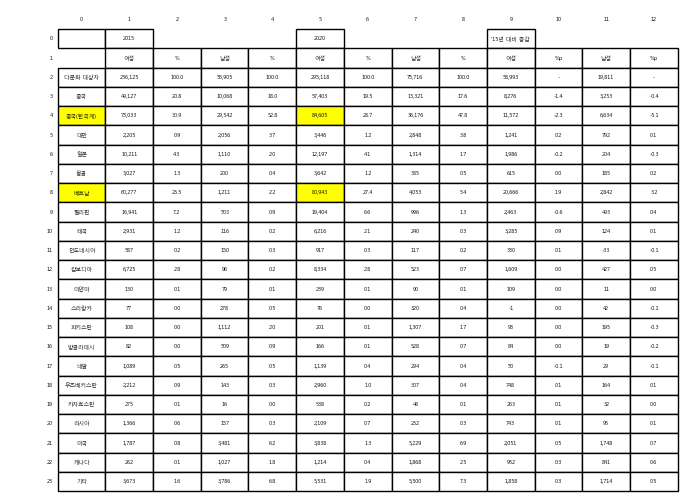 0 1 2 3 4 5 6 7 8 9 10 11 12
0 2015 2020 '15년 대비 증감
1 여성 % 남성 % 여성 % 남성 % 여성 %p 남성 %p
2 다문화 대상자 236,125 100.0 55,905 100.0 295,118 100.0 75,716 100.0 58,993 - 19,811 -
3 중국 49,127 20.8 10,068 18.0 57,403 19.5 13,321 17.6 8,276 -1.4 3,253 -0.4
4 중국(한국계) 73,033 30.9 29,542 52.8 84,605 28.7 36,176 47.8 11,572 -2.3 6,634 -5.1
5 대만 2,205 0.9 2,056 3.7 3,446 1.2 2,848 3.8 1,241 0.2 792 0.1
6 일본 10,211 4.3 1,110 2.0 12,197 4.1 1,314 1.7 1,986 -0.2 204 -0.3
7 몽골 3,027 1.3 200 0.4 3,642 1.2 385 0.5 615 0.0 185 0.2
8 베트남 60,277 25.5 1,211 2.2 80,943 27.4 4,053 5.4 20,666 1.9 2,842 3.2
9 필리핀 16,941 7.2 503 0.9 19,404 6.6 996 1.3 2,463 -0.6 493 0.4
10 태국 2,931 1.2 116 0.2 6,216 2.1 240 0.3 3,285 0.9 124 0.1
11 인도네시아 587 0.2 150 0.3 917 0.3 117 0.2 330 0.1 -33 -0.1
12 캄보디아 6,725 2.8 96 0.2 8,334 2.8 523 0.7 1,609 0.0 427 0.5
13 미얀마 130 0.1 79 0.1 239 0.1 90 0.1 109 0.0 11 0.0
14 스리랑카 77 0.0 278 0.5 76 0.0 320 0.4 -1 0.0 42 -0.1
15 파키스탄 108 0.0 1,112 2.0 201 0.1 1,307 1.7 93 0.0 195 -0.3
16 방글라데시 82 0.0 509 0.9 166 0.1 528 0.7 84 0.0 19 -0.2
17 네팔 1,089 0.5 265 0.5 1,139 0.4 294 0.4 50 -0.1 29 -0.1
18 우즈베키스탄 2,212 0.9 143 0.3 2,960 1.0 307 0.4 748 0.1 164 0.1
19 카자흐스탄 275 0.1 16 0.0 538 0.2 48 0.1 263 0.1 32 0.0
20 러시아 1,366 0.6 157 0.3 2,109 0.7 252 0.3 743 0.1 95 0.1
21 미국 1,787 0.8 3,481 6.2 3,838 1.3 5,229 6.9 2,051 0.5 1,748 0.7
22 캐나다 262 0.1 1,027 1.8 1,214 0.4 1,868 2.5 952 0.3 841 0.6
23 기타 3,673 1.6 3,786 6.8 5,531 1.9 5,500 7.3 1,858 0.3 1,714 0.5